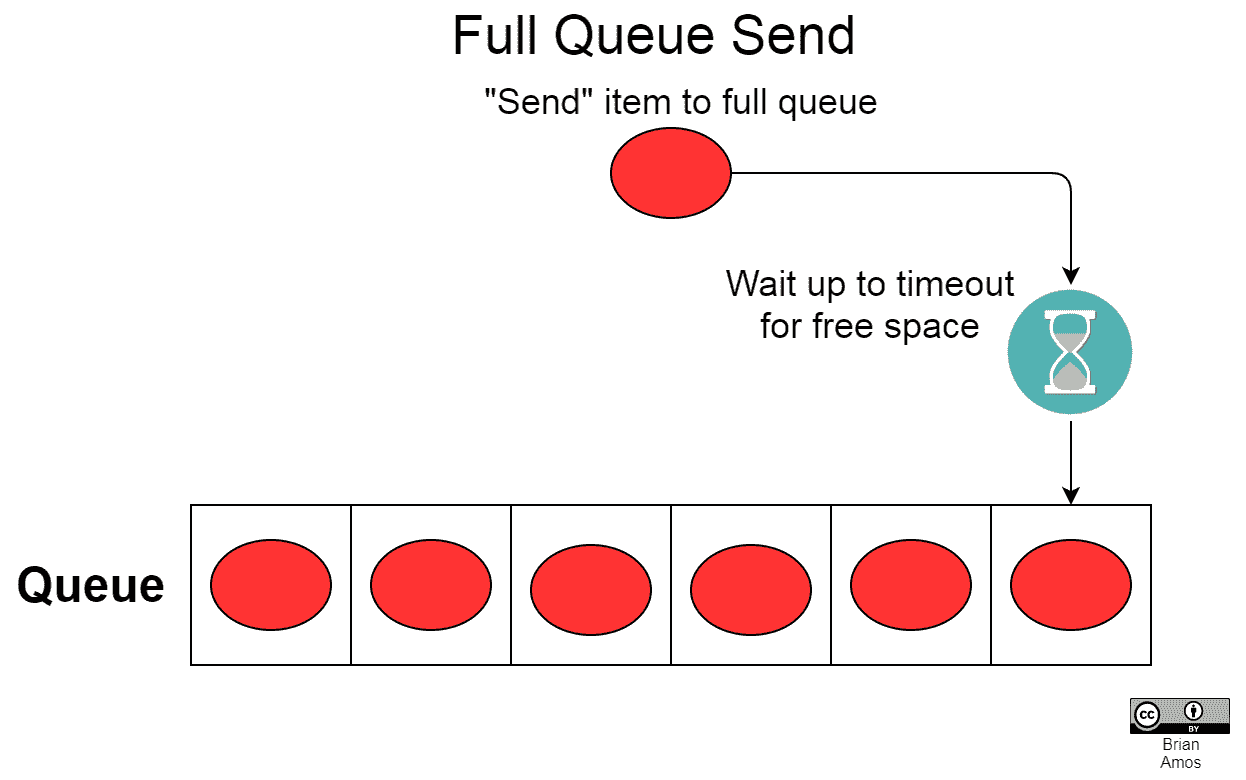 Full Queue Send
"Send" item to full queue
Wait up to timeout
for free space
Queue
cc
BY
Brian
Amos